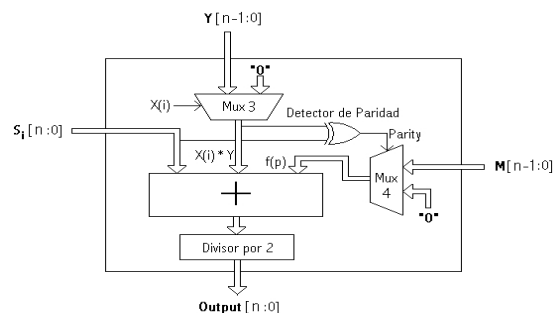 Y[n-1:0]
"0"
X(i)
Mux 3
Detector de Paridad
S_i[n:0]
Parity
X(i) * Y
f(p)
M[n-1:0]
Mux
4
"0"
+
Divisor por 2
Output[n:0]